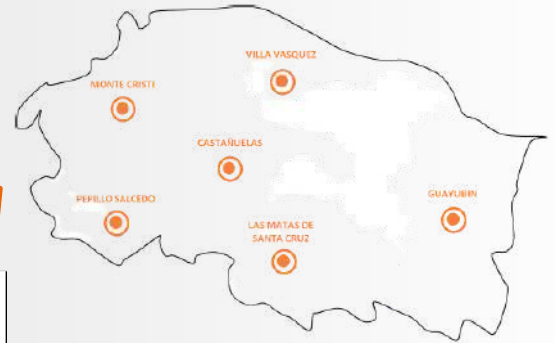 VILLA VASQUEZ
MONTE CRISTI
CASTAÑUELAS
PEPILLO SALCEDO
GUAYUBIN
LAS MATAS DE
SANTA CRUZ